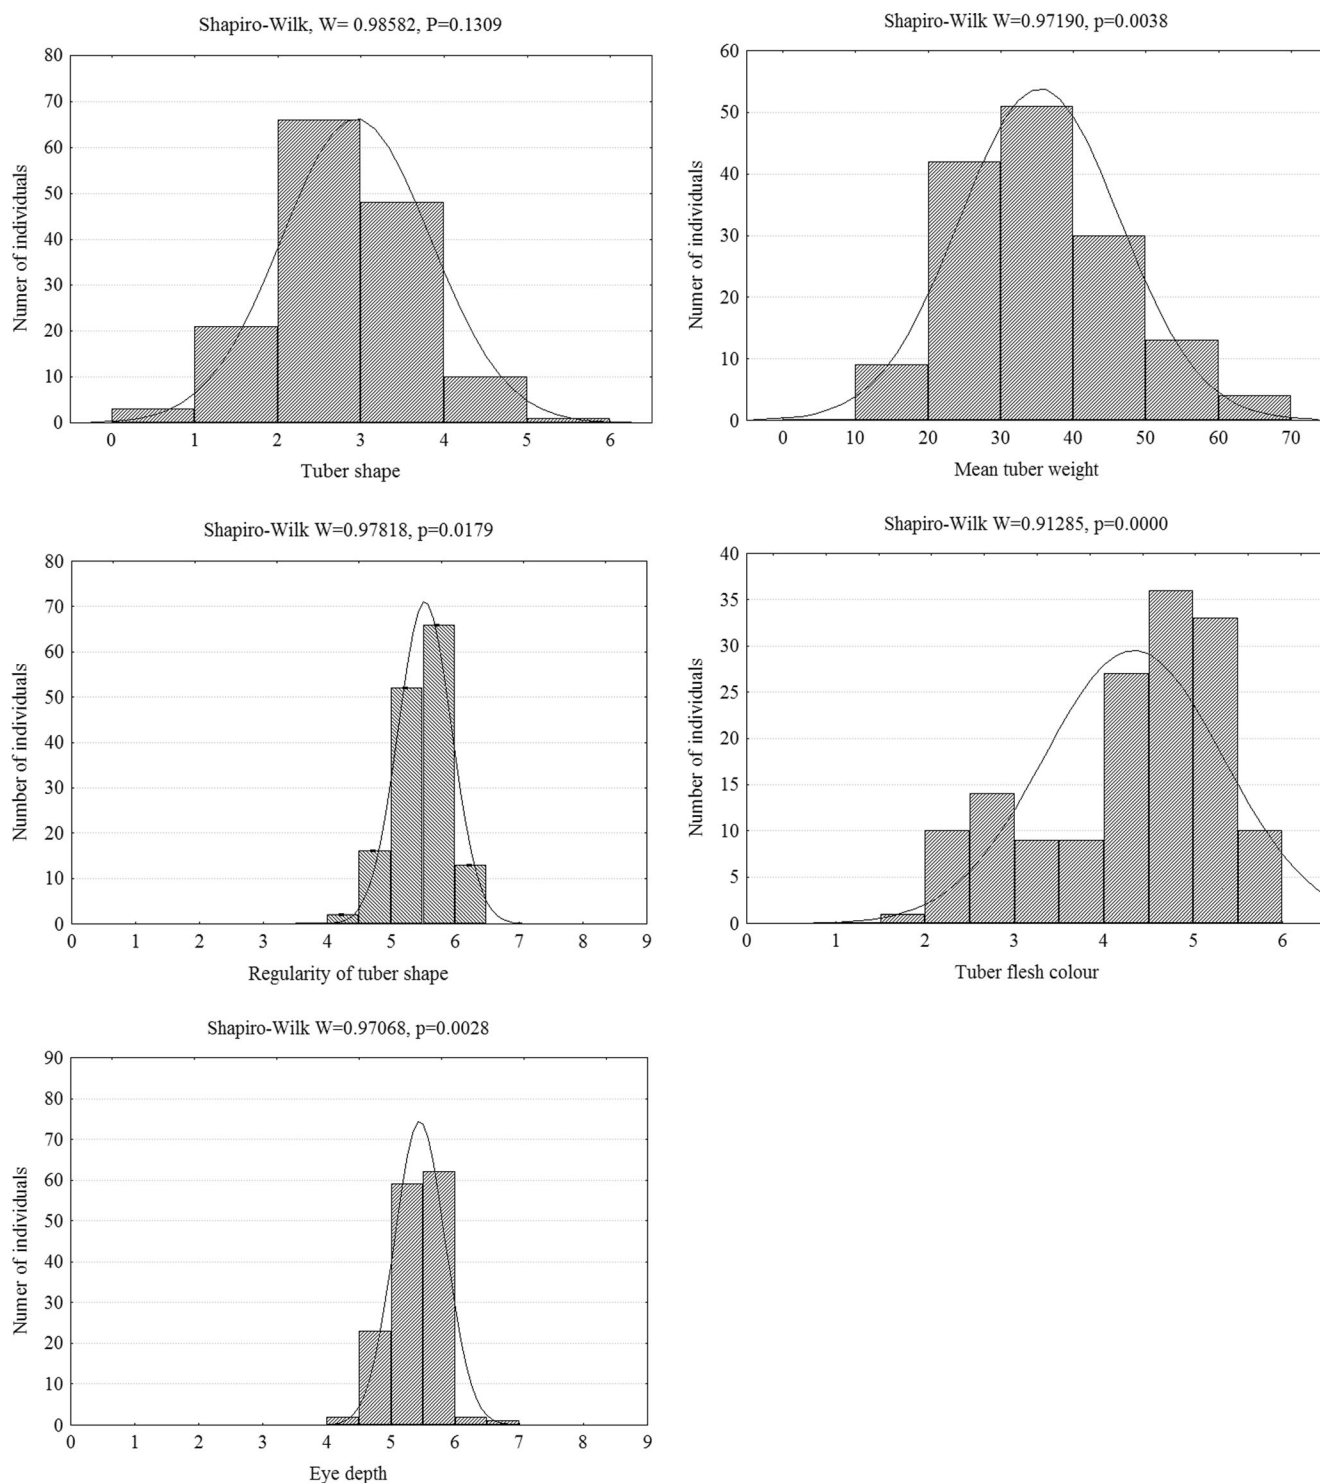 Shapiro-Wilk, W= 0.98582, P=0.1309
80
70
60
50
40
30
20
10
0
Numer of individuals
0 1 2 3 4 5 6
Tuber shape
Shapiro-Wilk W=0.97190, p=0.0038
60
50
40
30
20
10
0
Numer of individuals
0 10 20 30 40 50 60 70
Mean tuber weight
Shapiro-Wilk W=0.97818, p=0.0179
80
70
60
50
40
30
20
10
0
Number of individuals
0 1 2 3 4 5 6 7 8 9
Regularity of tuber shape
Shapiro-Wilk W=0.91285, p=0.0000
40
35
30
25
20
15
10
5
0
Number of individuals
0 1 2 3 4 5 6
Tuber flesh colour
Shapiro-Wilk W=0.97068, p=0.0028
90
80
70
60
50
40
30
20
10
0
Numer of individuals
0 1 2 3 4 5 6 7 8 9
Eye depth